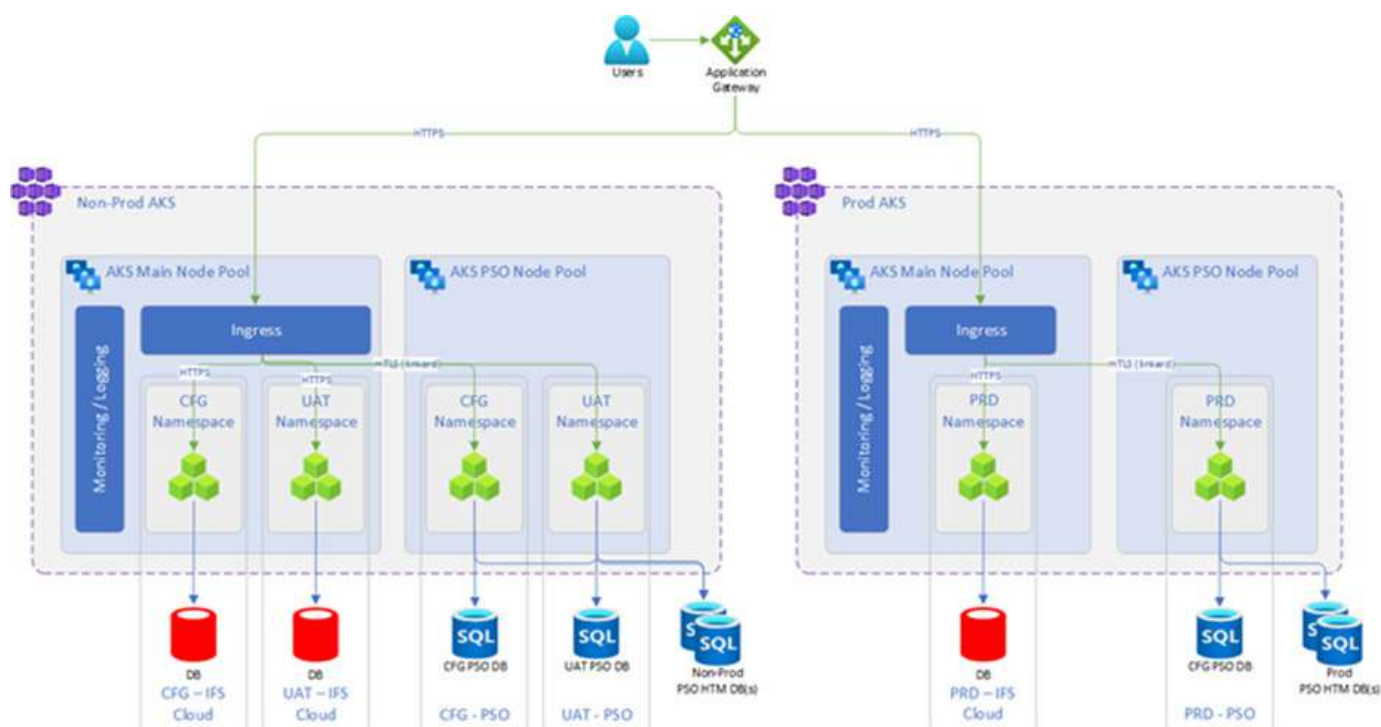 Users
Application
Gateway
HTTPS
HTTPS
Non-Prod AKS
Prod AKS
AKS Main Node Pool
AKS PSO Node Pool
AKS Main Node Pool
AKS PSO Node Pool
Monitoring / Logging
Ingress
Monitoring / Logging
Ingress
HTTPS
HTTPS
mTLS (linkerd)
HTTPS
mTLS (linkerd)
CFG
Namespace
UAT
Namespace
CFG
Namespace
UAT
Namespace
PRD
Namespace
PRD
Namespace
SQL
SQL
SQL
SQL
SQL
DB
DB
CFG PSO DB
UAT PSO DB
Non-Prod
PSO HTM DB(s)
DB
CFG PSO DB
Prod
PSO HTM DB(s)
CFG – IFS
Cloud
UAT – IFS
Cloud
CFG - PSO
UAT - PSO
PRD – IFS
Cloud
PRD - PSO